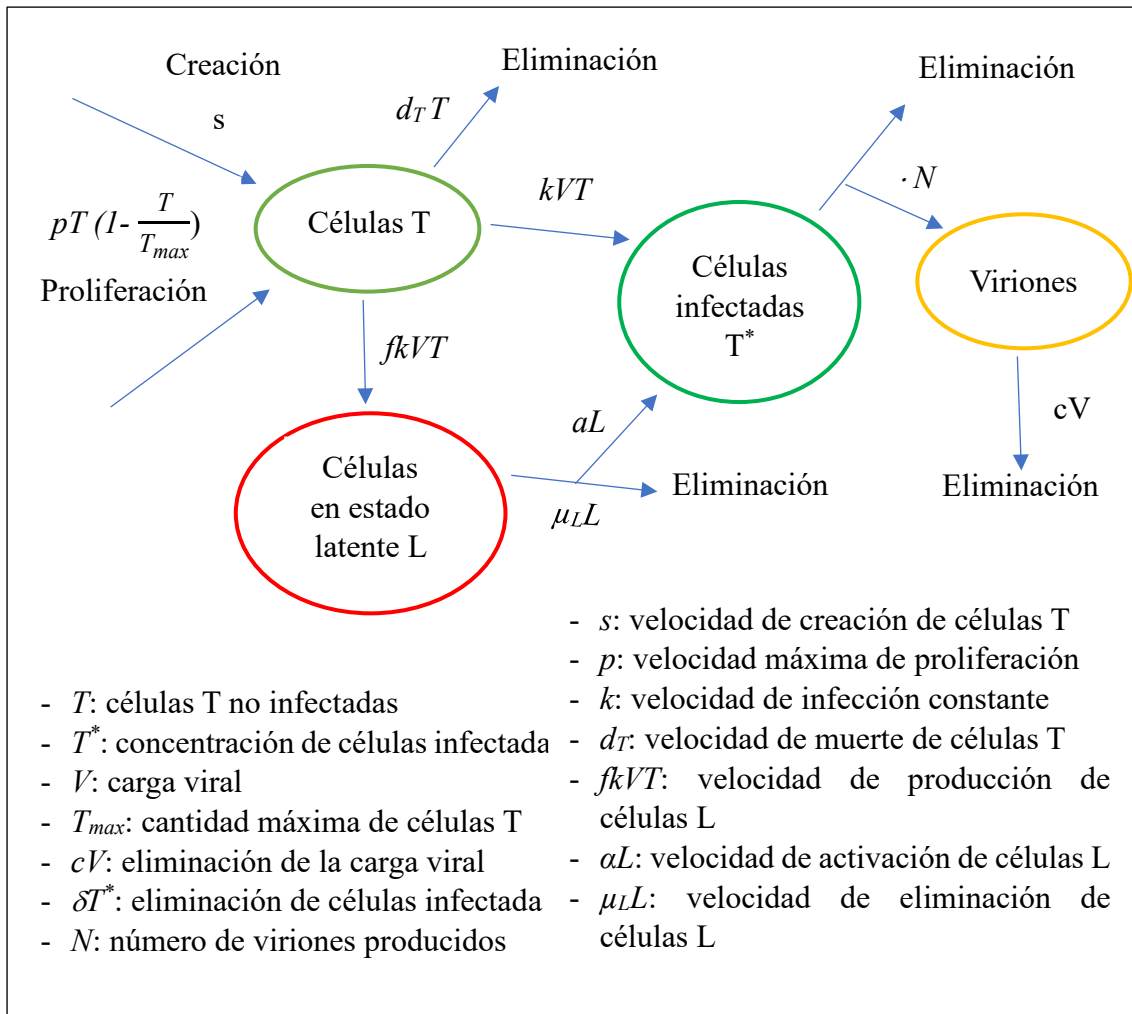 Creación
s
Eliminación
Eliminación
d_T T
kVT
· N
pT (1- T/T_max)
Proliferación
Células T
Células
infectadas
T*
Viriones
fkVT
aL
cV
Células
en estado
latente L
μ_L L
Eliminación
Eliminación
- T: células T no infectadas
- T*: concentración de células infectada
- V: carga viral
- T_max: cantidad máxima de células T
- cV: eliminación de la carga viral
- δT*: eliminación de células infectada
- N: número de viriones producidos
- s: velocidad de creación de células T
- p: velocidad máxima de proliferación
- k: velocidad de infección constante
- d_T: velocidad de muerte de células T
- fkVT: velocidad de producción de
células L
- αL: velocidad de activación de células L
- μ_L L: velocidad de eliminación de
células L